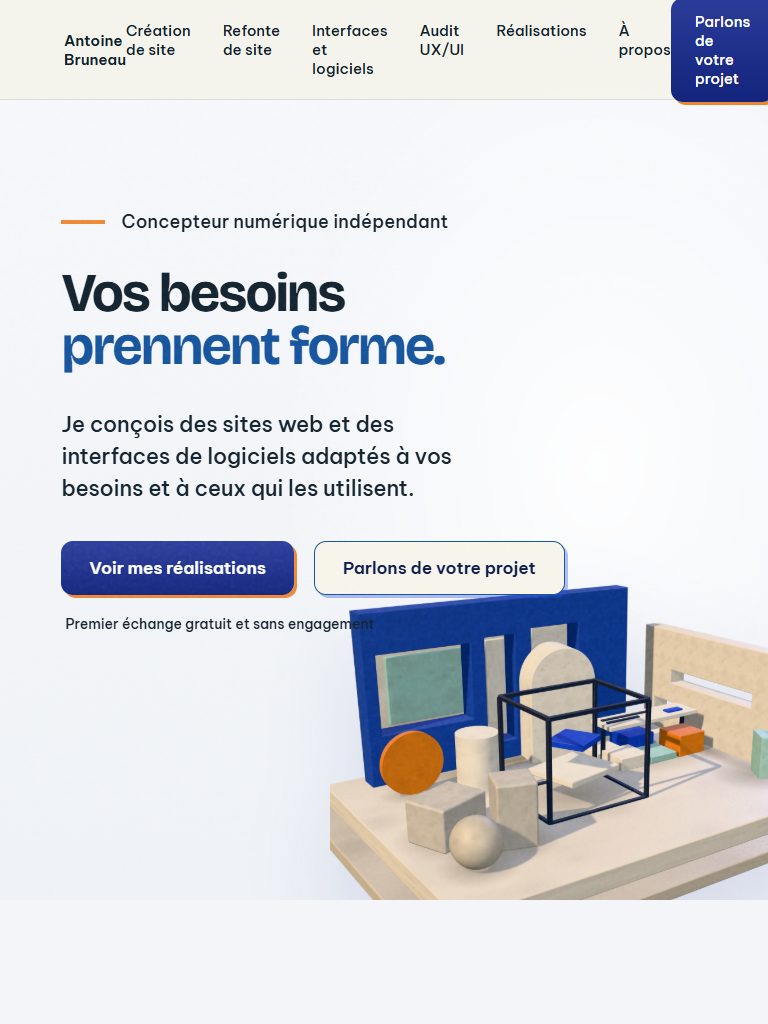 Antoine
Bruneau
Création
de site
Refonte
de site
Interfaces
et
logiciels
Audit
UX/UI
Réalisations
À
propos
Parlons
de
votre
projet
Concepteur numérique indépendant
Vos besoins
prennent forme.
Je conçois des sites web et des
interfaces de logiciels adaptés à vos
besoins et à ceux qui les utilisent.
Voir mes réalisations
Parlons de votre projet
Premier échange gratuit et sans engagement